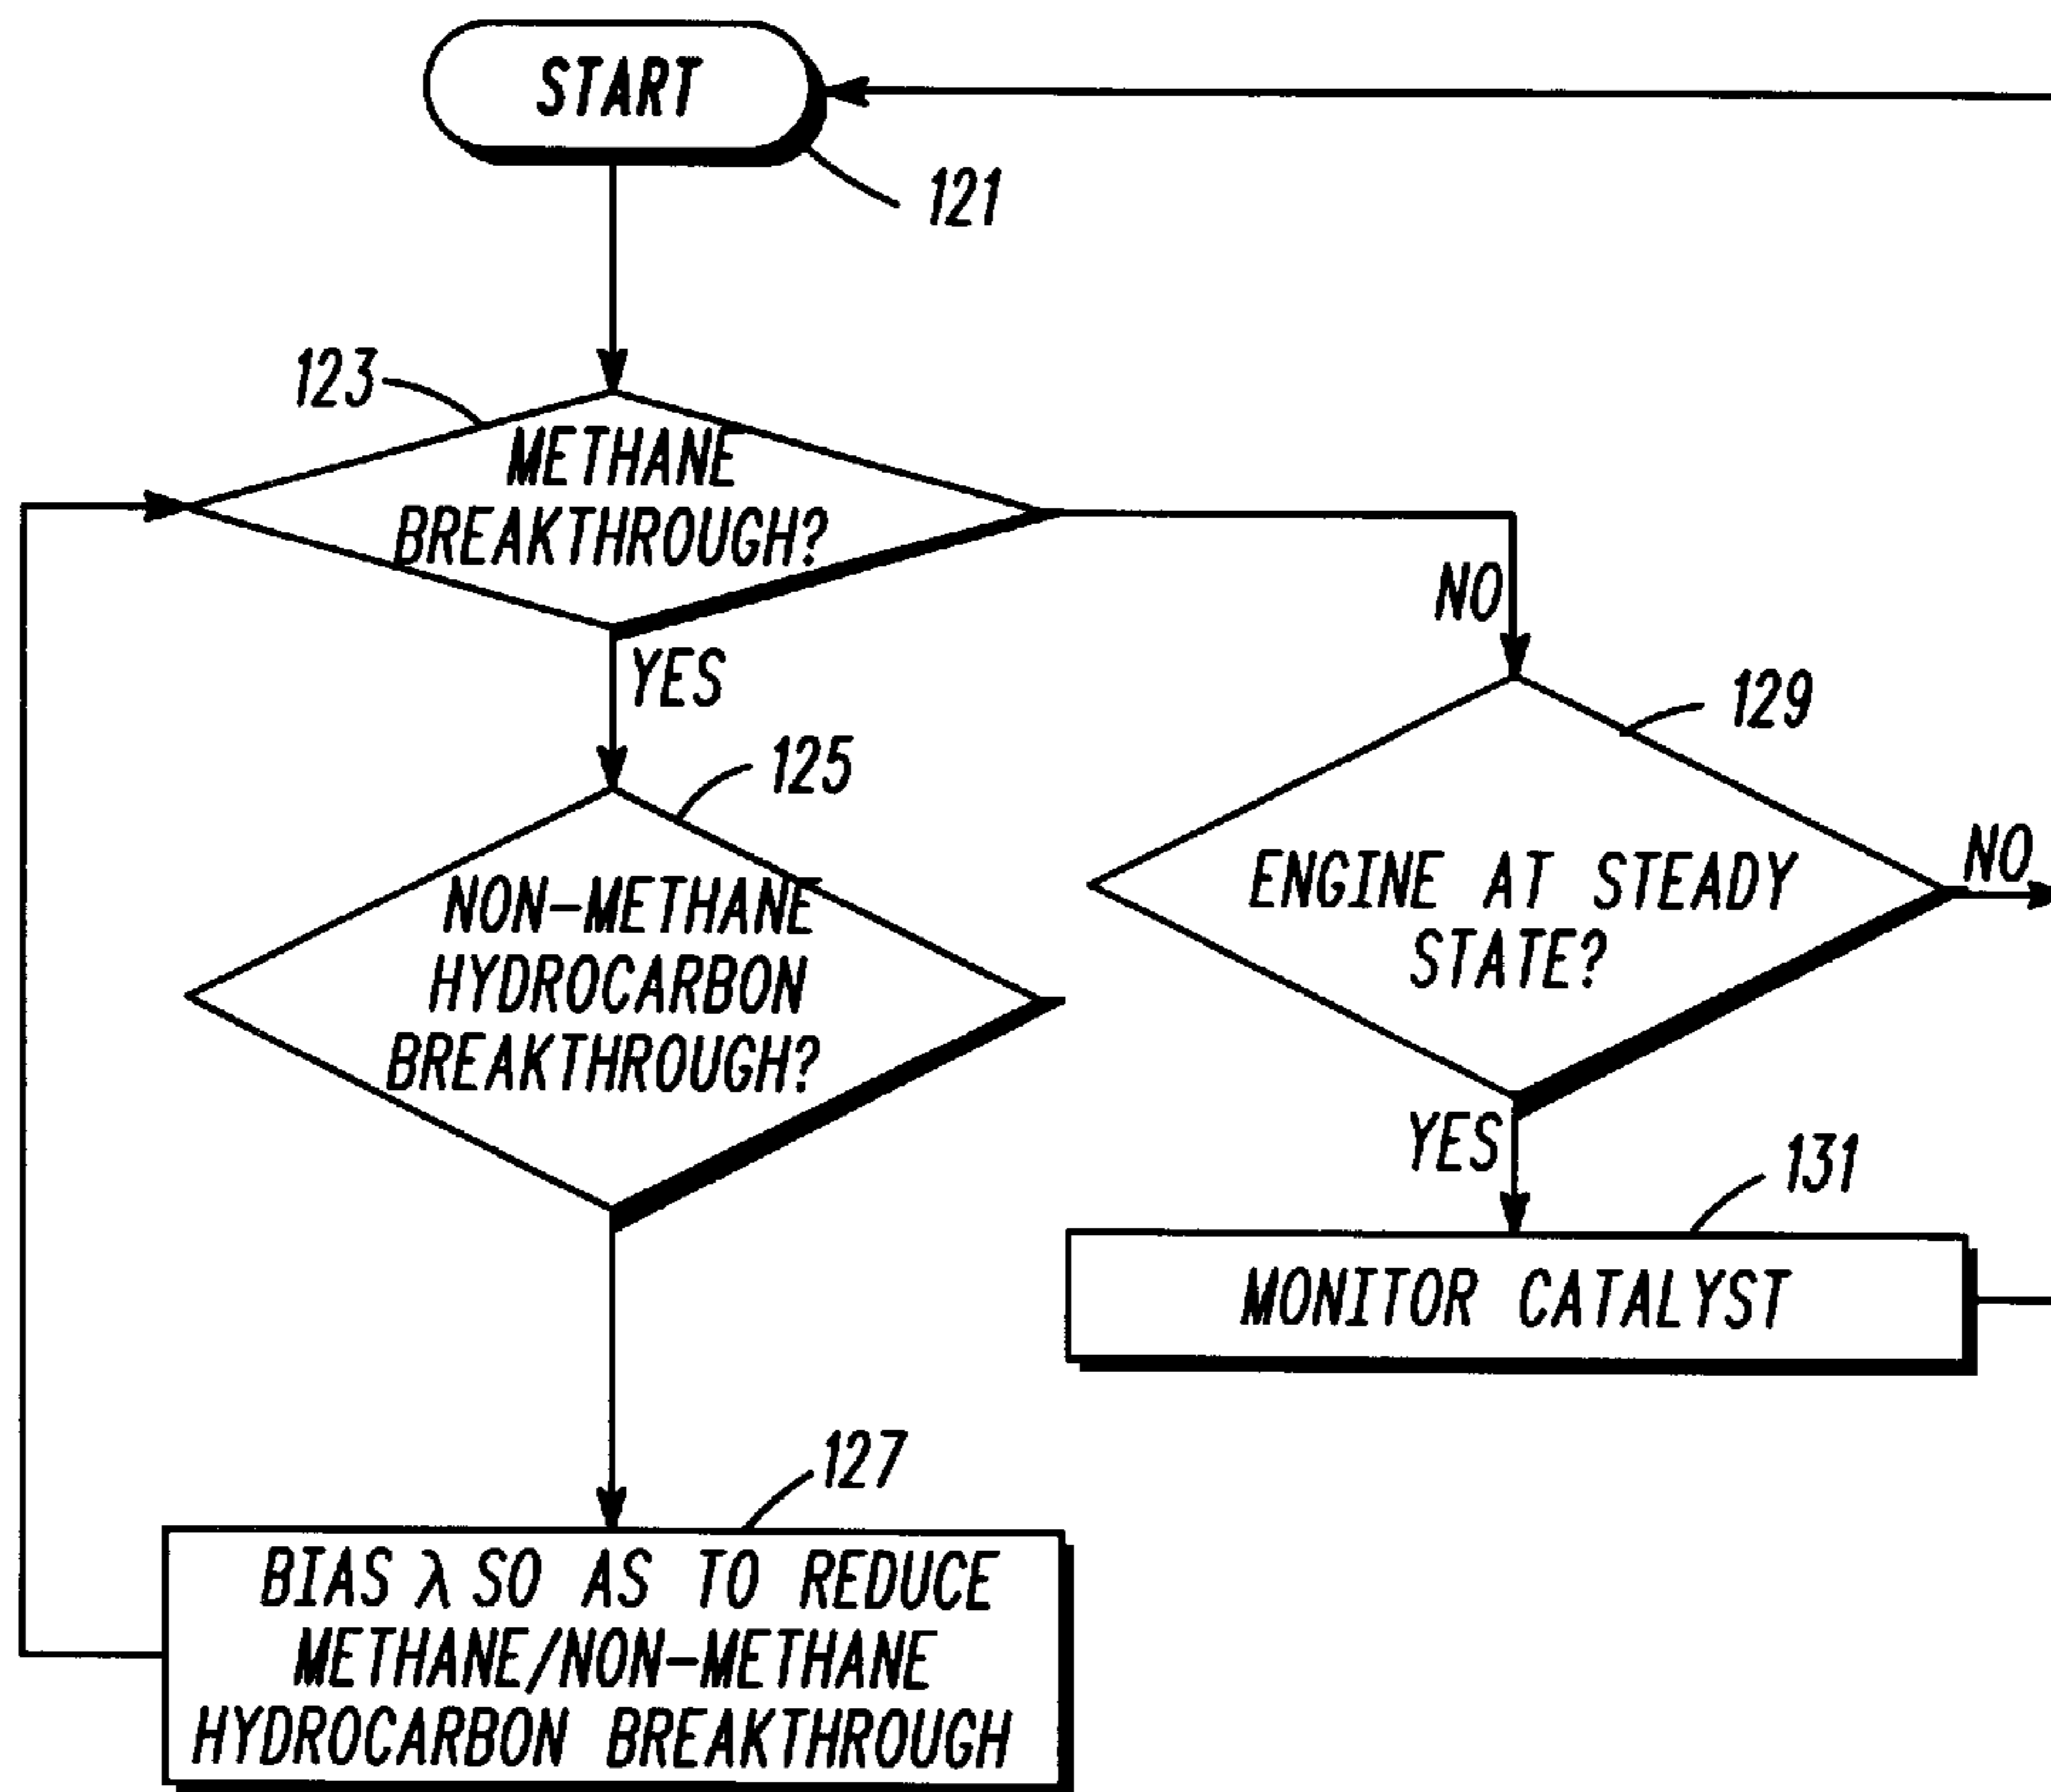 START
121
123
METHANE
BREAKTHROUGH?
NO
YES
129
125
NON-METHANE
HYDROCARBON
BREAKTHROUGH?
ENGINE AT STEADY
STATE?
NO
YES
131
MONITOR CATALYST
127
BIAS λ SO AS TO REDUCE
METHANE/NON-METHANE
HYDROCARBON BREAKTHROUGH